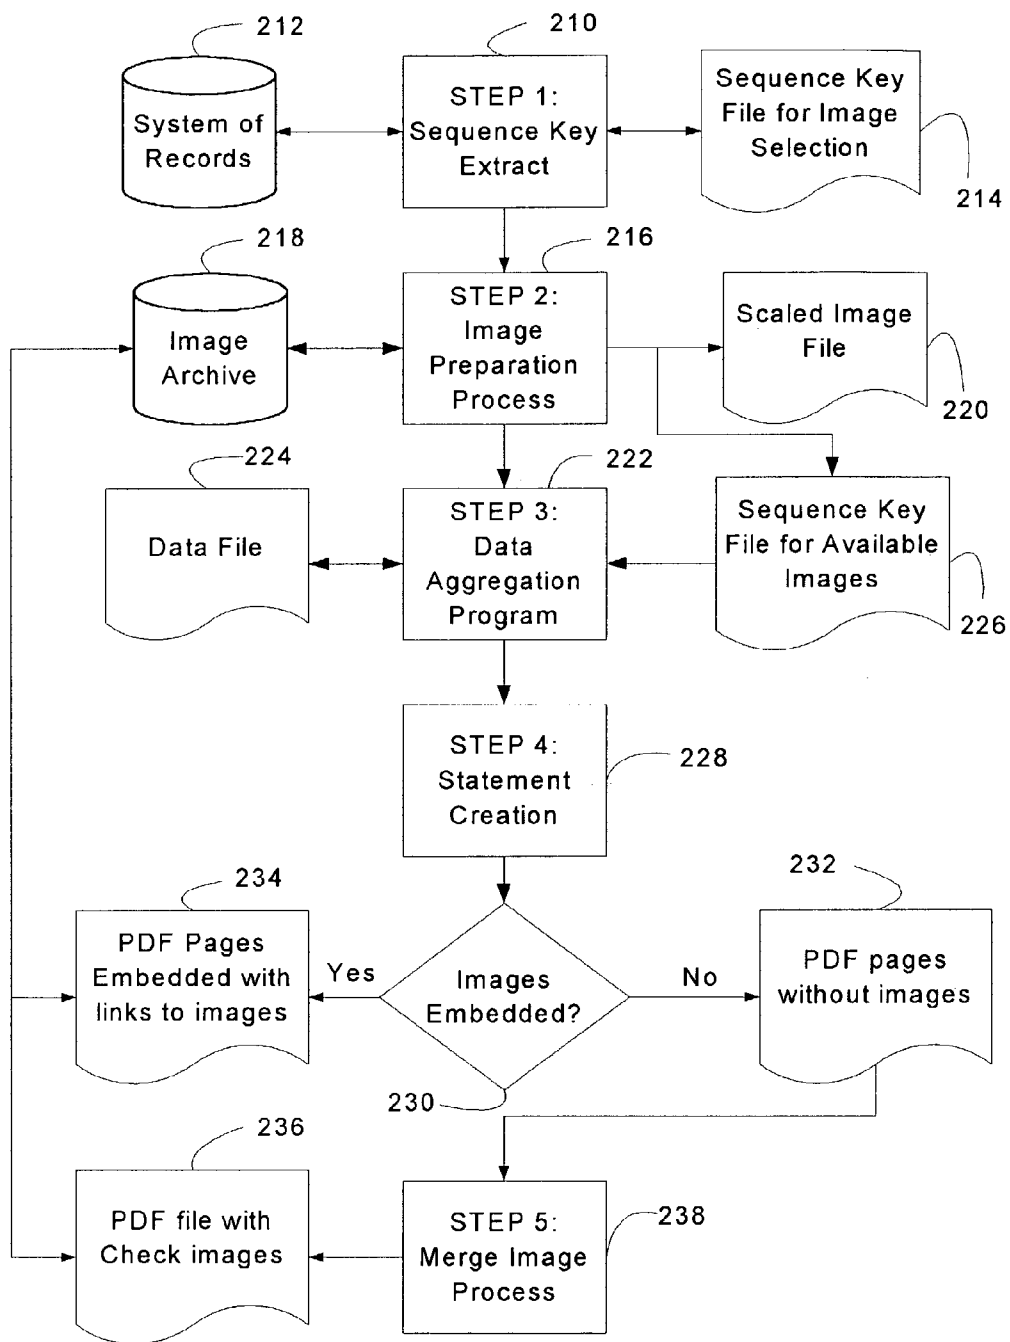 212
210
System of
Records
STEP 1:
Sequence Key
Extract
Sequence Key
File for Image
Selection
214
218
216
Image
Archive
STEP 2:
Image
Preparation
Process
Scaled Image
File
220
224
222
Data File
STEP 3:
Data
Aggregation
Program
Sequence Key
File for Available
Images
226
STEP 4:
Statement
Creation
228
234
232
PDF Pages
Embedded with
links to images
Yes
Images
Embedded?
No
PDF pages
without images
230
236
PDF file with
Check images
STEP 5:
Merge Image
Process
238